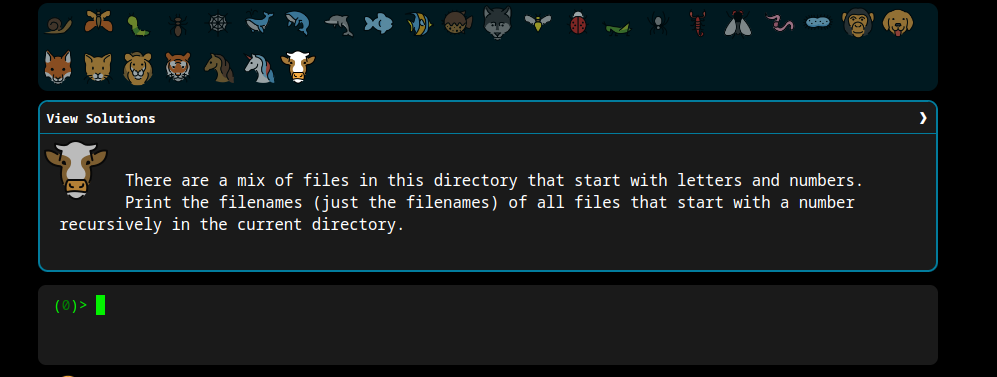 View Solutions ❯
There are a mix of files in this directory that start with letters and numbers.
Print the filenames (just the filenames) of all files that start with a number
recursively in the current directory.
(0)>